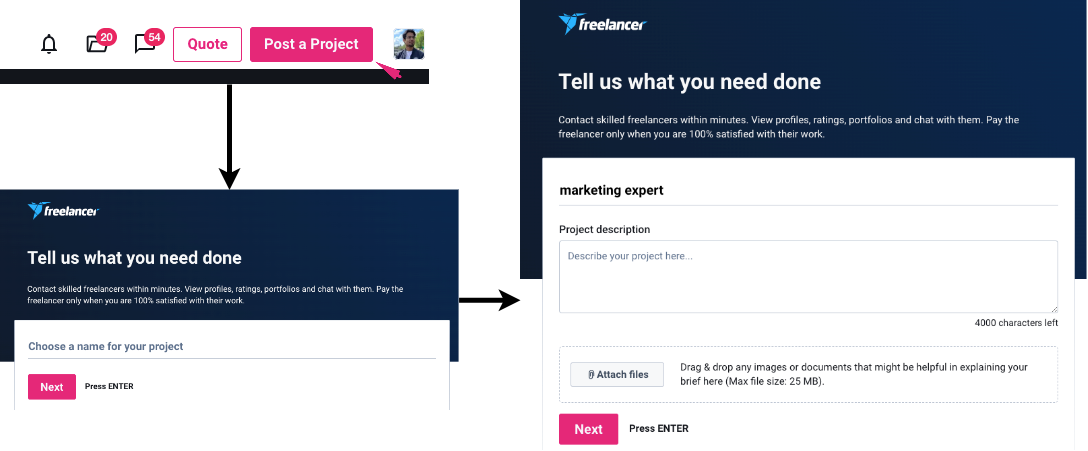 20
54
Quote
Post a Project
freelancer
Tell us what you need done
Contact skilled freelancers within minutes. View profiles, ratings, portfolios and chat with them. Pay the
freelancer only when you are 100% satisfied with their work.
Choose a name for your project
Next
Press ENTER
freelancer
Tell us what you need done
Contact skilled freelancers within minutes. View profiles, ratings, portfolios and chat with them. Pay the
freelancer only when you are 100% satisfied with their work.
marketing expert
Project description
Describe your project here...
4000 characters left
Attach files
Drag & drop any images or documents that might be helpful in explaining your
brief here (Max file size: 25 MB).
Next
Press ENTER